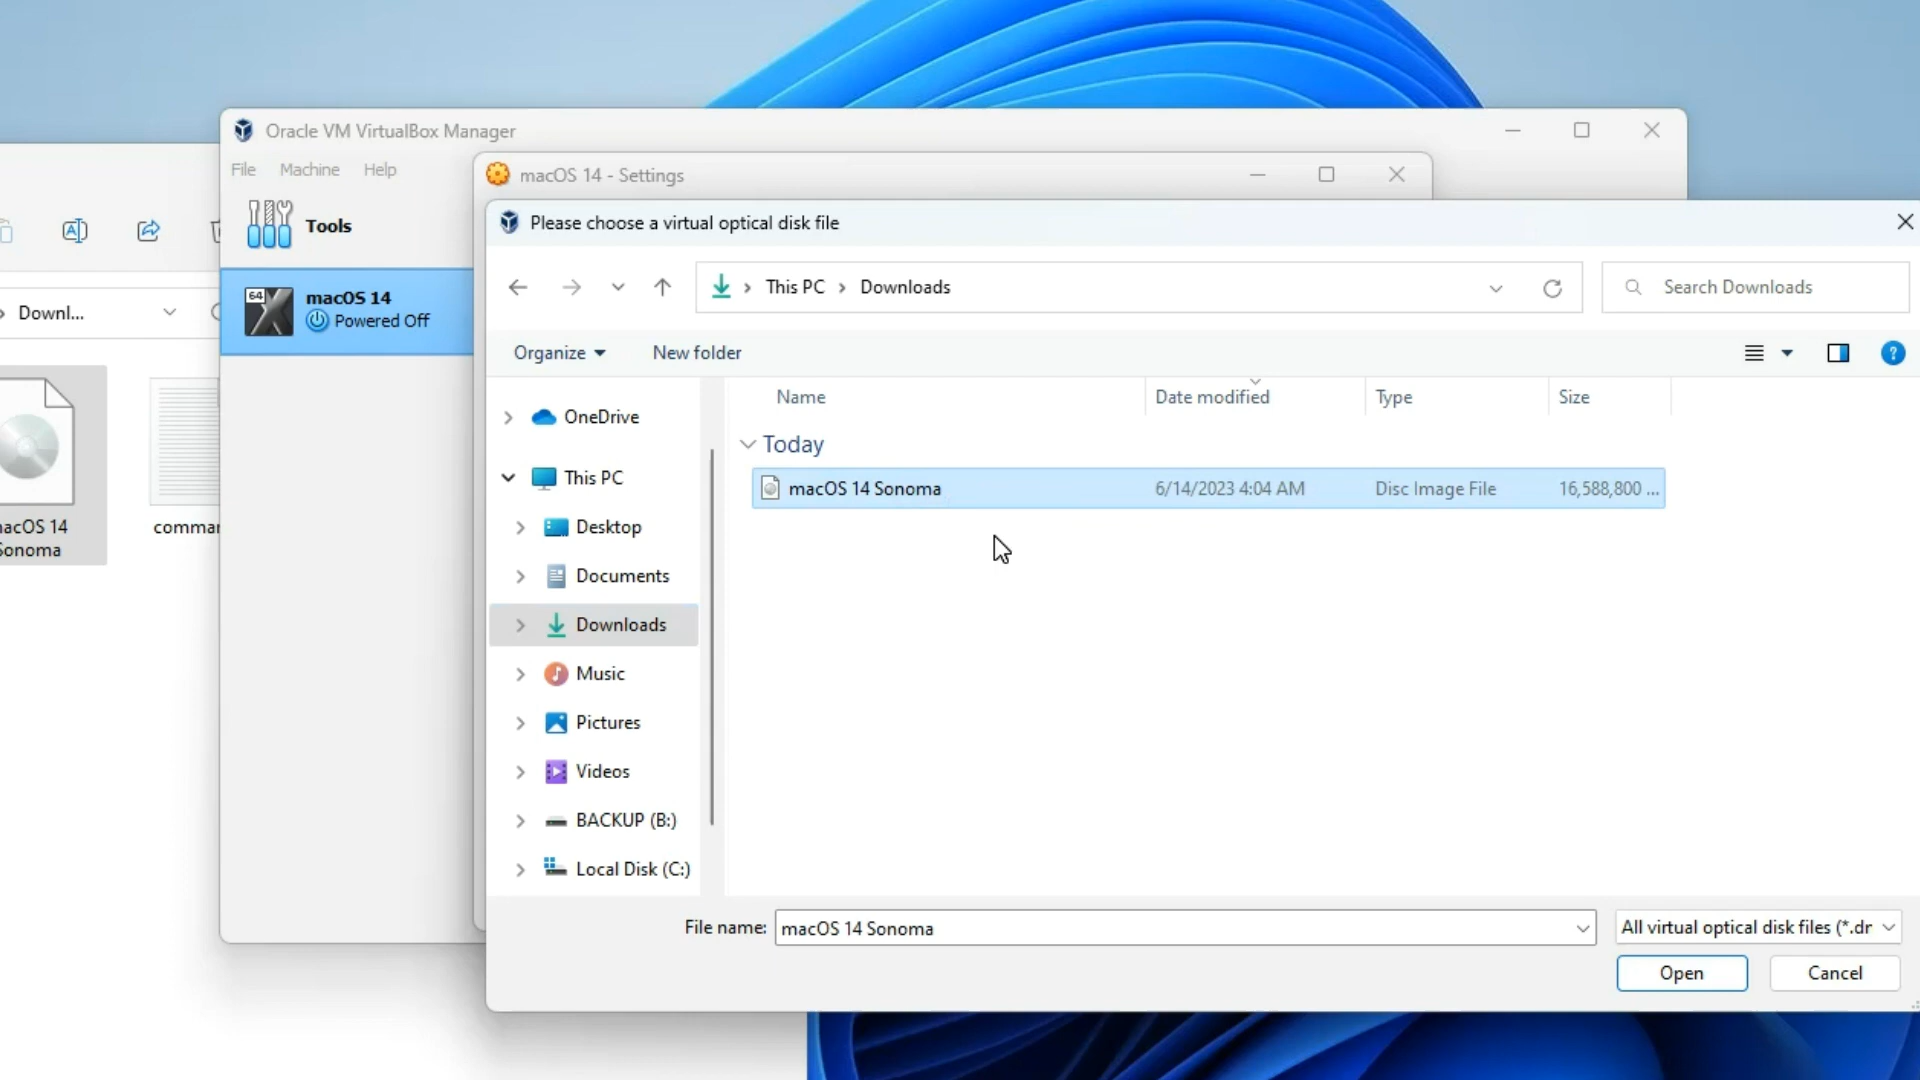 Oracle VM VirtualBox Manager
File Machine Help
macOS 14 - Settings
Tools
Please choose a virtual optical disk file
64
macOS 14
Powered Off
This PC Downloads
Search Downloads
Downl...
Organize New folder
Name Date modified Type Size
OneDrive
Today
This PC
macOS 14 Sonoma 6/14/2023 4:04 AM Disc Image File 16,588,800 ...
Desktop
Documents
Downloads
Music
Pictures
Videos
BACKUP (B:)
Local Disk (C:)
14
File name: macOS 14 Sonoma All virtual optical disk files (*.dr
Open Cancel